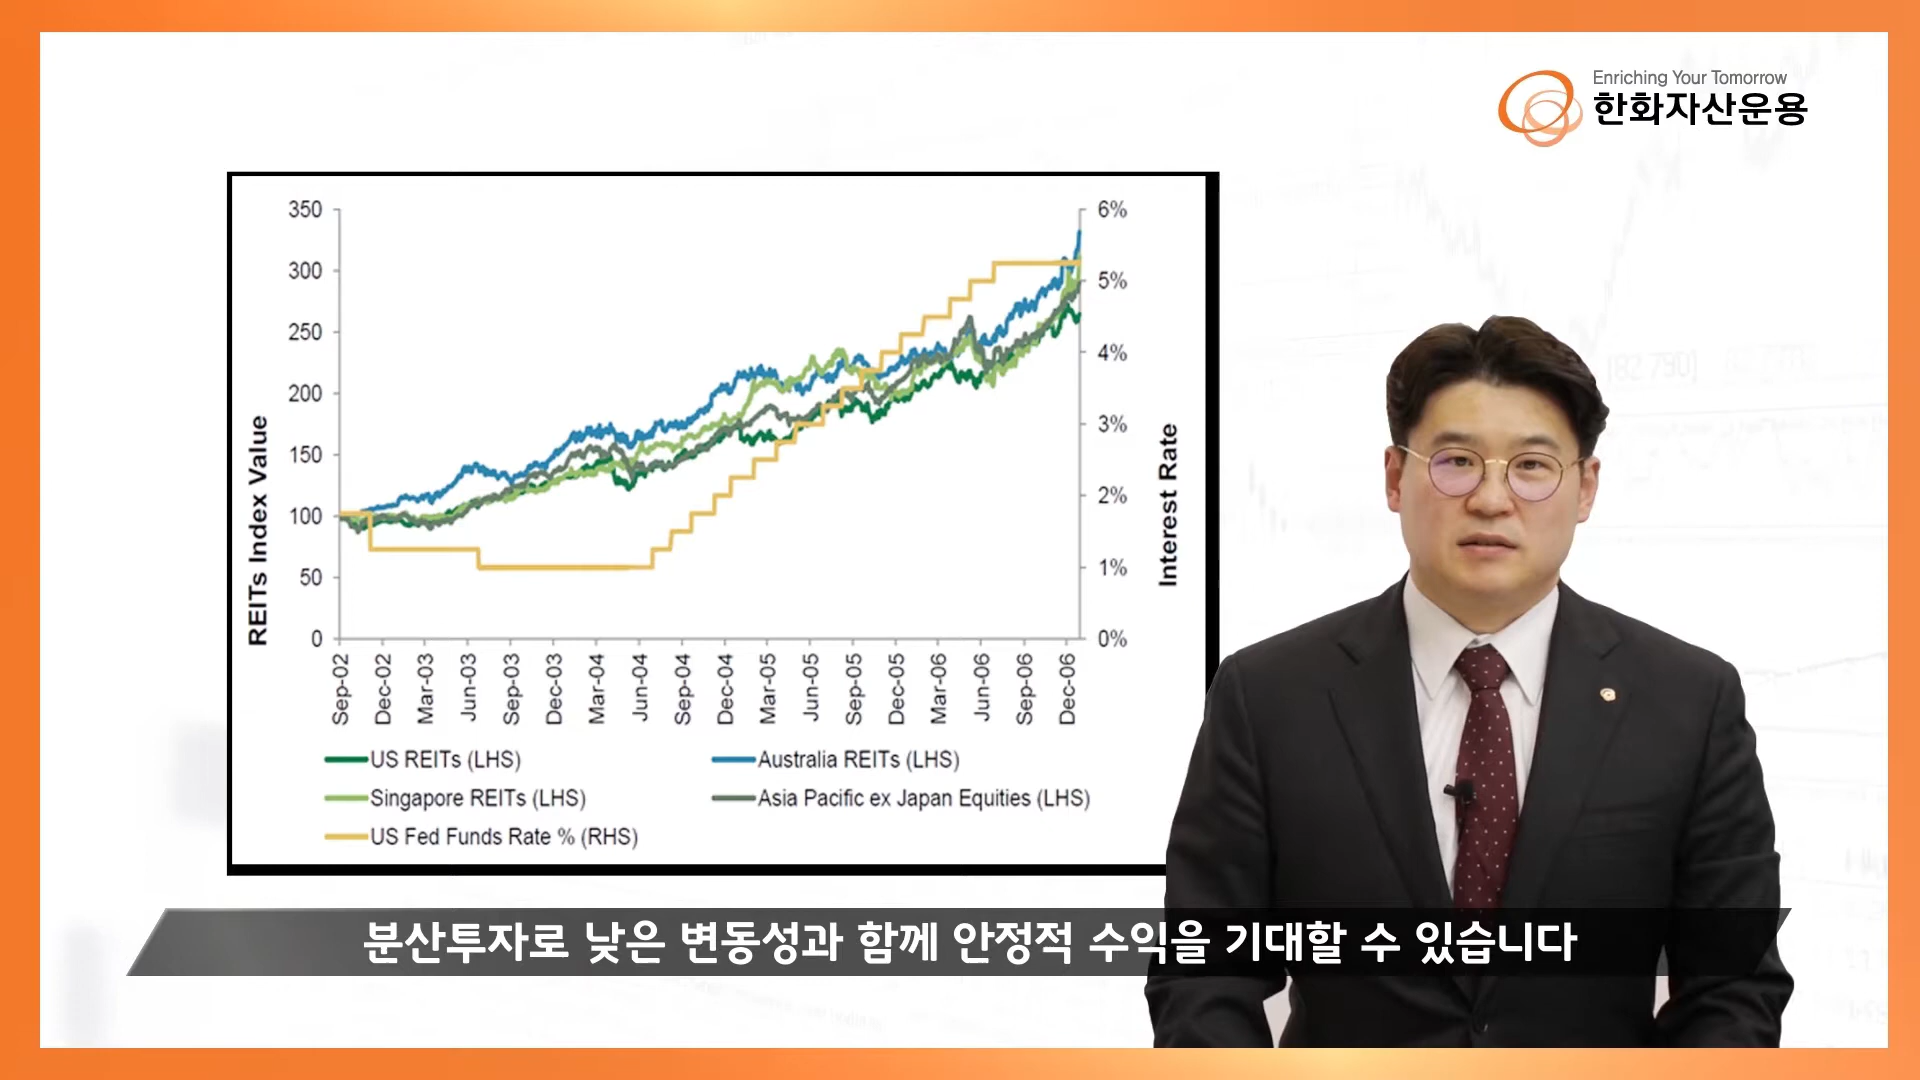 Enriching Your Tomorrow
한화자산운용
350
300
250
200
150
100
50
0
REITs Index Value
6%
5%
4%
3%
2%
1%
0%
Interest Rate
Sep-02
Dec-02
Mar-03
Jun-03
Sep-03
Dec-03
Mar-04
Jun-04
Sep-04
Dec-04
Mar-05
Jun-05
Sep-05
Dec-05
Mar-06
Jun-06
Sep-06
Dec-06
US REITs (LHS)
Australia REITs (LHS)
Singapore REITs (LHS)
Asia Pacific ex Japan Equities (LHS)
US Fed Funds Rate % (RHS)
분산투자로 낮은 변동성과 함께 안정적 수익을 기대할 수 있습니다